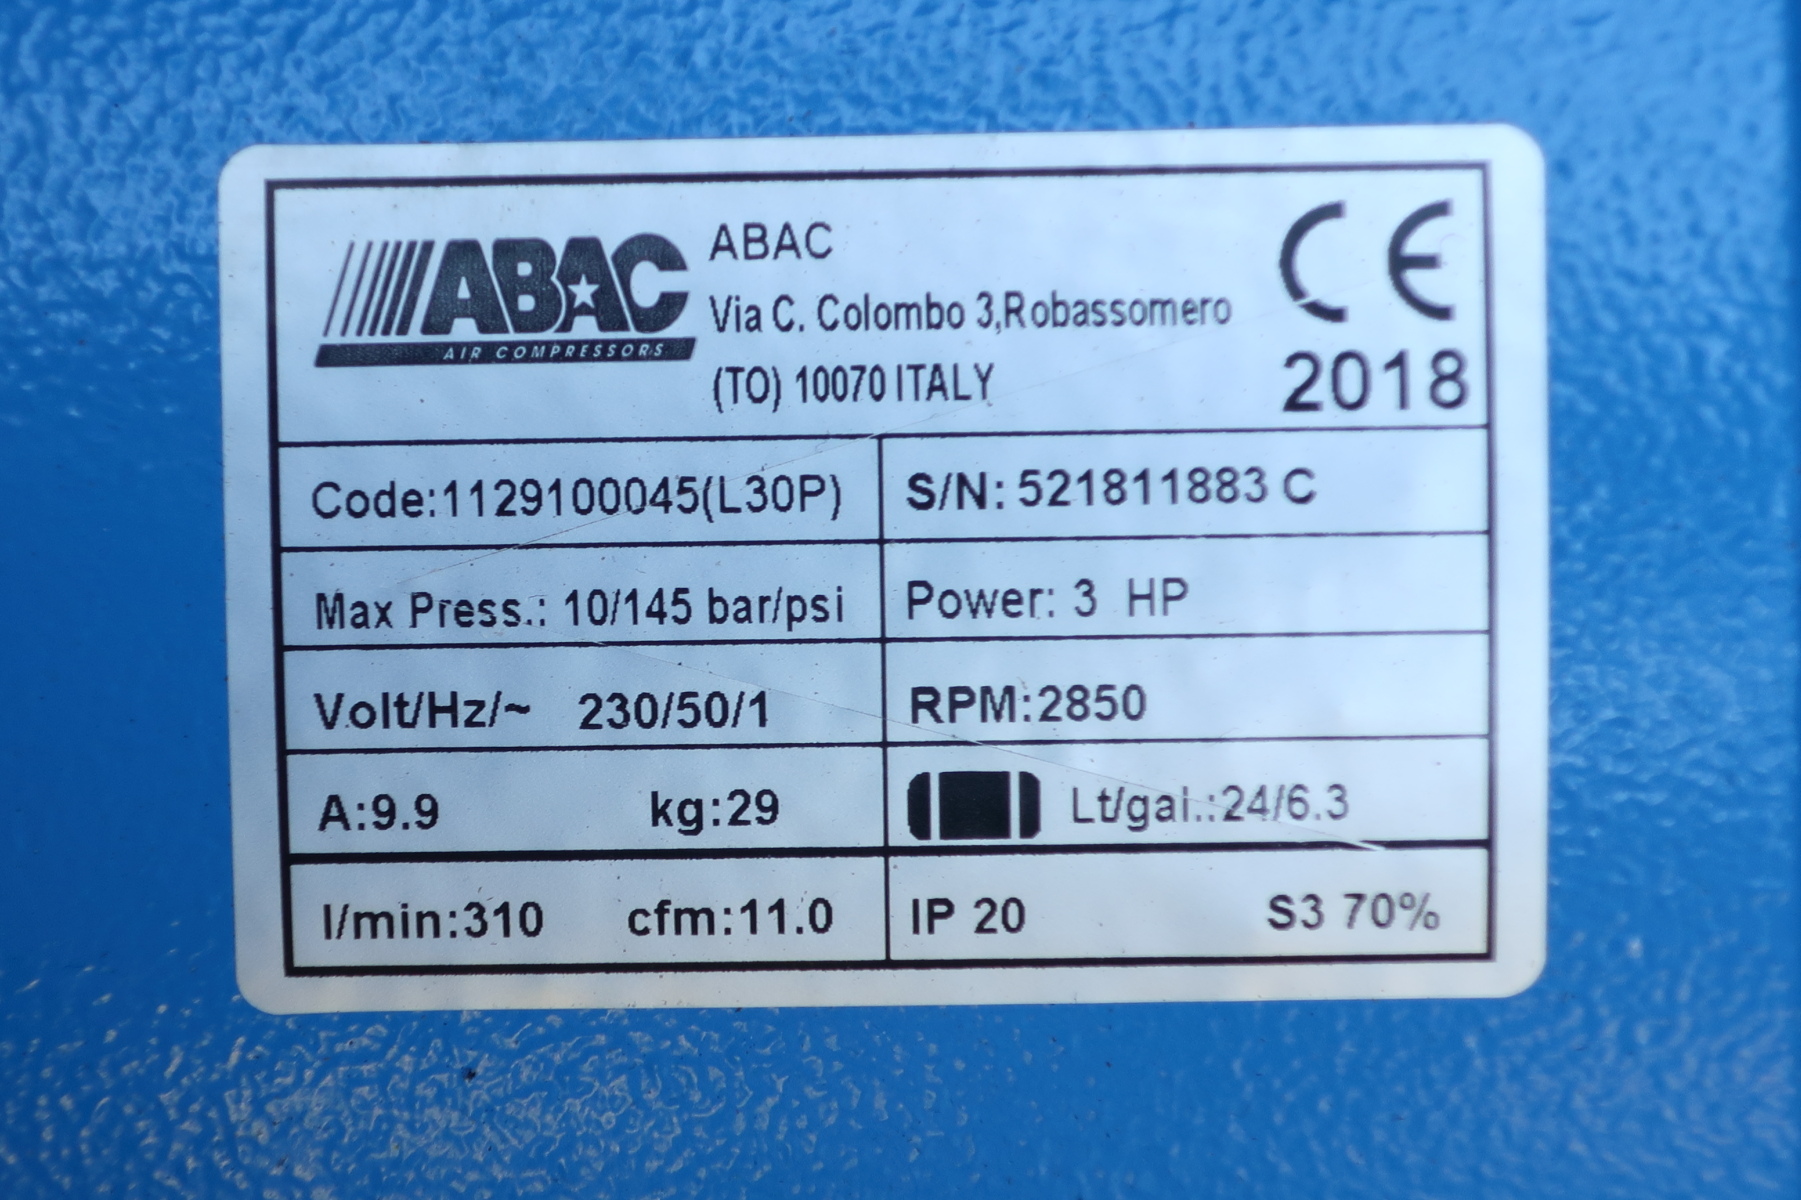 ABAC
AIR COMPRESSORS
ABAC
Via C. Colombo 3,Robassomero
(TO) 10070 ITALY
CE
2018
Code:1129100045(L30P)
S/N: 521811883 C
Max Press.: 10/145 bar/psi
Power: 3 HP
Volt/Hz/~ 230/50/1
RPM:2850
A:9.9 kg:29
Lt/gal.:24/6.3
l/min:310 cfm:11.0
IP 20 S3 70%